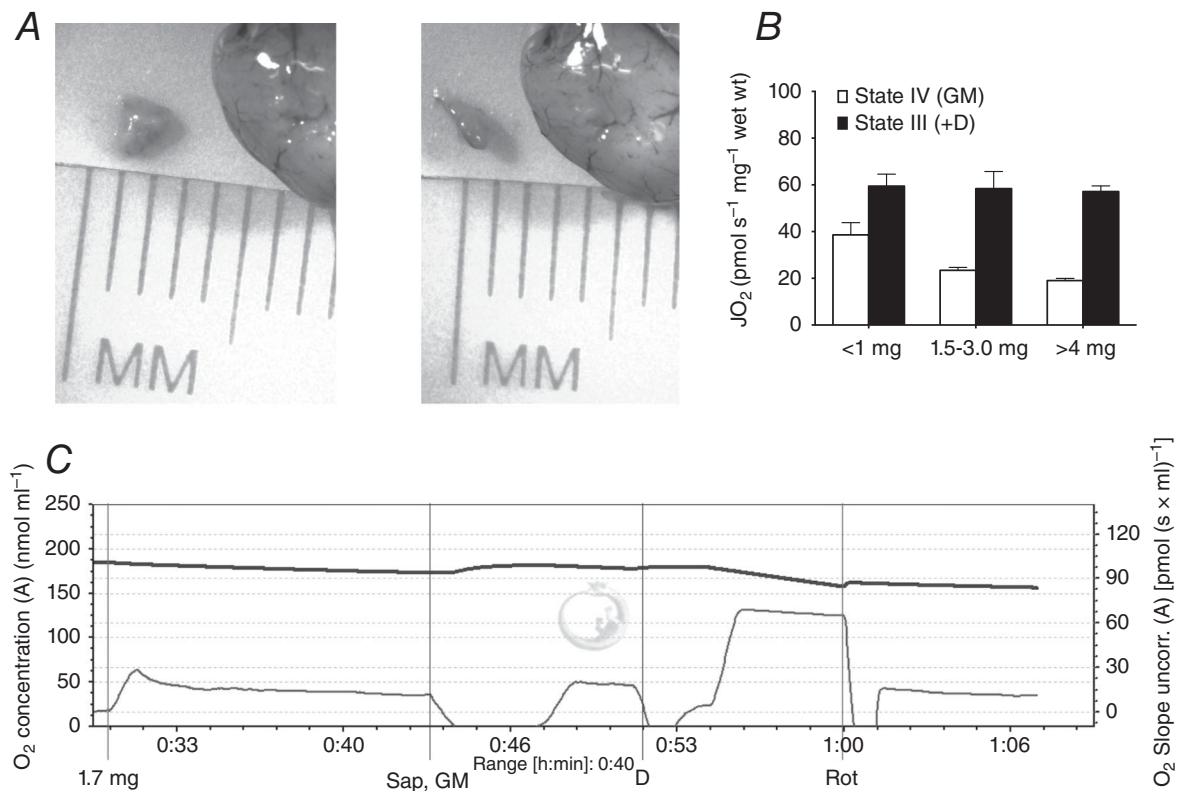 A
MM
MM
B
JO₂ (pmol s⁻¹ mg⁻¹ wet wt)
100
80
60
40
20
0
State IV (GM)
State III (+D)
<1 mg 1.5-3.0 mg >4 mg
C
O₂ concentration (A) (nmol ml⁻¹)
250
200
150
100
50
0
120
90
60
30
0
O₂ Slope uncorr. (A) [pmol (s × ml)⁻¹
0:33 0:40 0:46 0:53 1:00 1:06
Range [h:min]: 0:40
1.7 mg Sap, GM D Rot